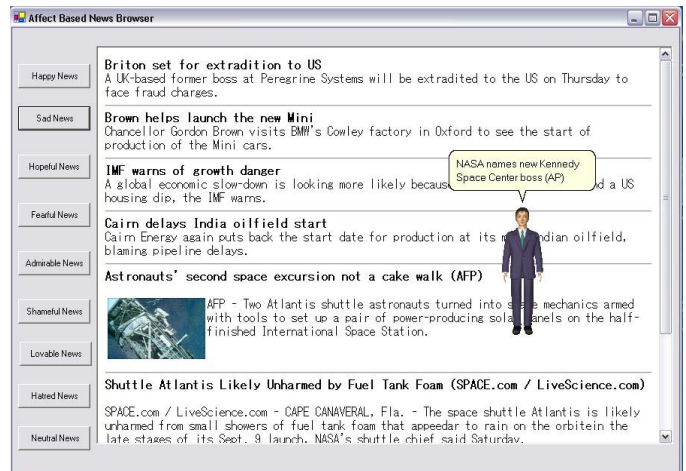 Affect Based News Browser
Happy News
Sad News
Hopeful News
Fearful News
Admirable News
Shameful News
Lovable News
Hatred News
Neutral News
Briton set for extradition to US
A UK-based former boss at Peregrine Systems will be extradited to the US on Thursday to
face fraud charges.
Brown helps launch the new Mini
Chancellor Gordon Brown visits BMW's Cowley factory in Oxford to see the start of
production of the Mini cars.
IMF warns of growth danger
A global economic slow-down is looking more likely becaus d a US
housing dip, the IMF warns.
NASA names new Kennedy
Space Center boss (AP)
Cairn delays India oilfield start
Cairn Energy again puts back the start date for production at its dian oilfield,
blaming pipeline delays.
Astronauts' second space excursion not a cake walk (AFP)
AFP - Two Atlantis shuttle astronauts turned into mechanics armed
with tools to set up a pair of power-producing sola anels on the half-
finished International Space Station.
Shuttle Atlantis Likely Unharmed by Fuel Tank Foam (SPACE.com / LiveScience.com)
SPACE.com / LiveScience.com - CAPE CANAVERAL, Fla. - The space shuttle Atlantis is likely
unharmed from small showers of fuel tank foam that appeedar to rain on the orbitein the
late stages of its Sept. 9 launch, NASA's shuttle chief said Saturday.